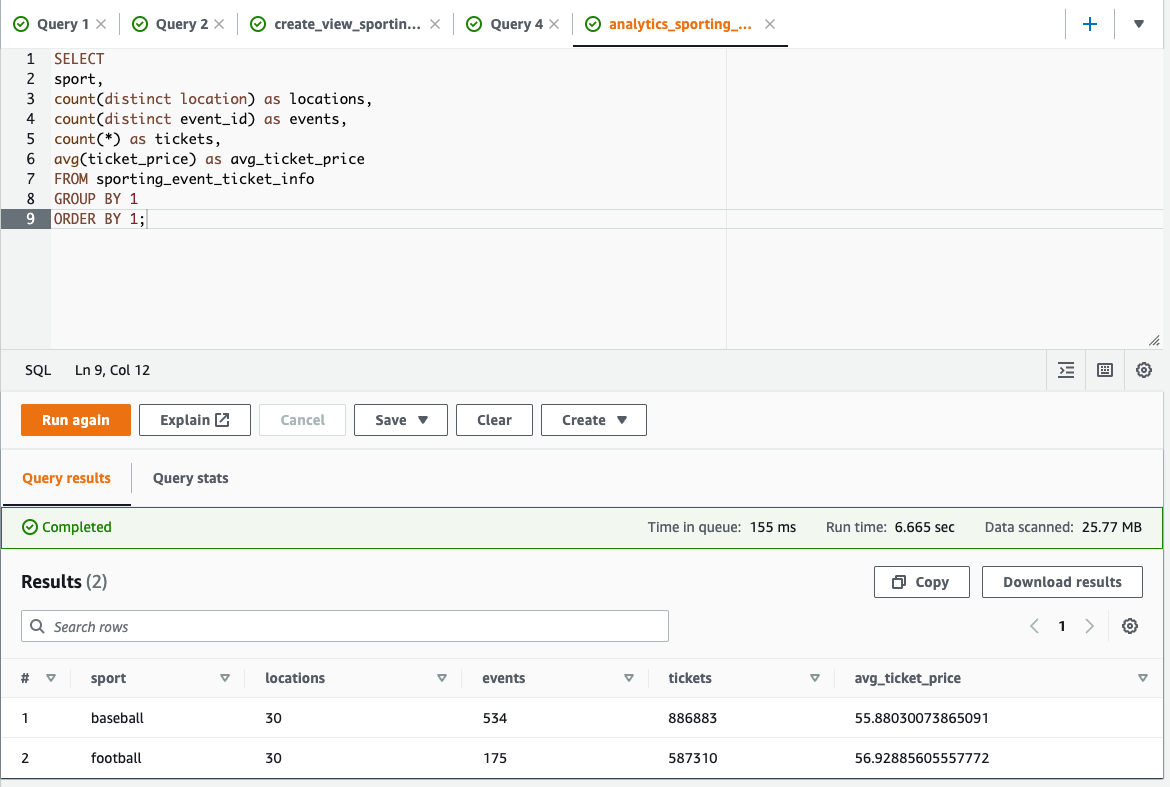 Query 1 Query 2 create_view_sportin... Query 4 analytics_sporting_...
1 SELECT
2 sport,
3 count(distinct location) as locations,
4 count(distinct event_id) as events,
5 count(*) as tickets,
6 avg(ticket_price) as avg_ticket_price
7 FROM sporting_event_ticket_info
8 GROUP BY 1
9 ORDER BY 1;
SQL Ln 9, Col 12
Run again Explain Cancel Save Clear Create
Query results Query stats
Completed Time in queue: 155 ms Run time: 6.665 sec Data scanned: 25.77 MB
Results (2) Copy Download results
Search rows 1
# sport locations events tickets avg_ticket_price
1 baseball 30 534 886883 55.88030073865091
2 football 30 175 587310 56.92885605557772